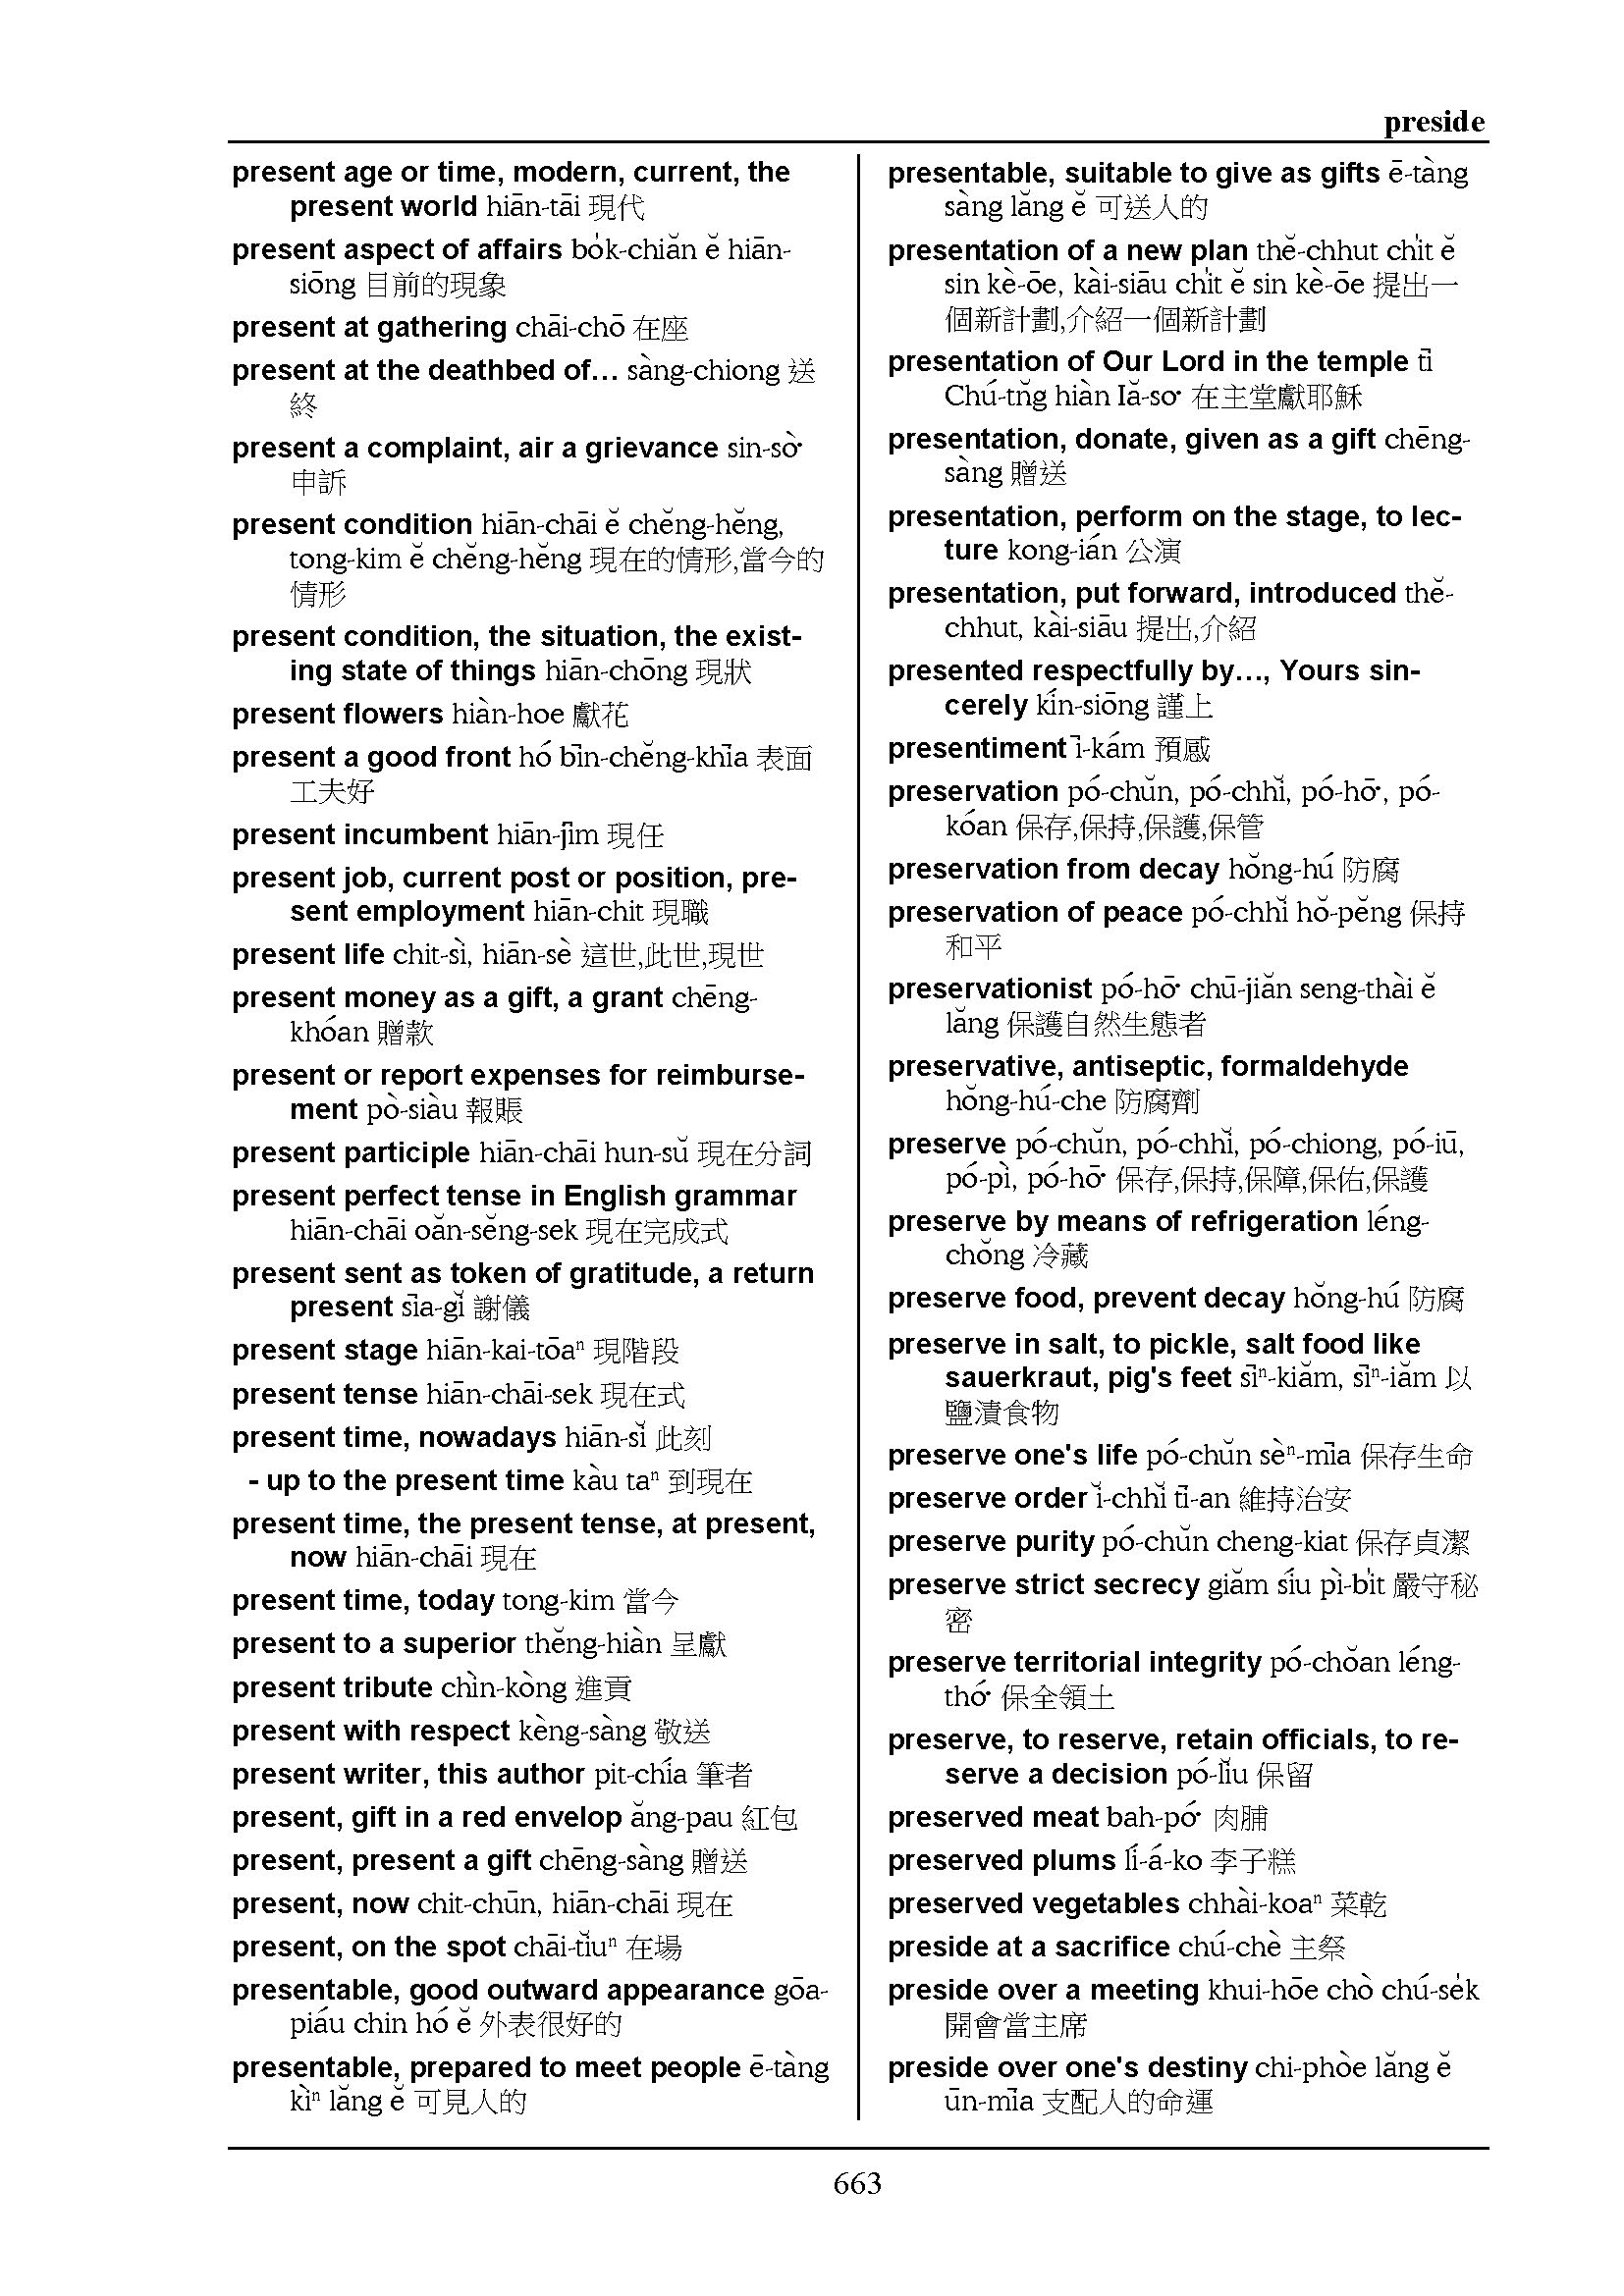 preside
present age or time, modern, current, the
present world hiān-tāi 現代
present aspect of affairs bo̍k-chiăn ĕ hiān-
siōng 目前的現象
present at gathering chāi-chō 在座
present at the deathbed of… sàng-chiong 送
終
present a complaint, air a grievance sin-sò͘
申訴
present condition hiān-chāi ĕ chĕng-hĕng,
tong-kim ĕ chĕng-hĕng 現在的情形,當今的
情形
present condition, the situation, the exist-
ing state of things hiān-chōng 現狀
present flowers hiàn-hoe 獻花
present a good front hó bīn-chĕng-khīa 表面
工夫好
present incumbent hiān-jīm 現任
present job, current post or position, pre-
sent employment hiān-chit 現職
present life chit-sì, hiān-sè 這世,此世,現世
present money as a gift, a grant chēng-
khóan 贈款
present or report expenses for reimburse-
ment pò-siàu 報賬
present participle hiān-chāi hun-sŭ 現在分詞
present perfect tense in English grammar
hiān-chāi oăn-sĕng-sek 現在完成式
present sent as token of gratitude, a return
present sīa-gĭ 謝儀
present stage hiān-kai-tōaⁿ 現階段
present tense hiān-chāi-sek 現在式
present time, nowadays hiān-sĭ 此刻
- up to the present time kàu taⁿ 到現在
present time, the present tense, at present,
now hiān-chāi 現在
present time, today tong-kim 當今
present to a superior thĕng-hiàn 呈獻
present tribute chìn-kòng 進貢
present with respect kèng-sàng 敬送
present writer, this author pit-chía 筆者
present, gift in a red envelop ăng-pau 紅包
present, present a gift chēng-sàng 贈送
present, now chit-chūn, hiān-chāi 現在
present, on the spot chāi-tĭuⁿ 在場
presentable, good outward appearance gōa-
piáu chin hó ĕ 外表很好的
presentable, prepared to meet people ē-tàng
kìⁿ lăng ĕ 可見人的
presentable, suitable to give as gifts ē-tàng
sàng lăng ĕ 可送人的
presentation of a new plan thĕ-chhut chi̍t ĕ
sin kè-ōe, kài-siāu chi̍t ĕ sin kè-ōe 提出一
個新計劃,介紹一個新計劃
presentation of Our Lord in the temple tī
Chú-tn̆g hiàn Iă-so͘ 在主堂獻耶穌
presentation, donate, given as a gift chēng-
sàng 贈送
presentation, perform on the stage, to lec-
ture kong-ián 公演
presentation, put forward, introduced thĕ-
chhut, kài-siāu 提出,介紹
presented respectfully by…, Yours sin-
cerely kín-siōng 謹上
presentiment ī-kám 預感
preservation pó-chŭn, pó-chhĭ, pó-hō͘, pó-
kóan 保存,保持,保護,保管
preservation from decay hŏng-hú 防腐
preservation of peace pó-chhĭ hŏ-pĕng 保持
和平
preservationist pó-hō͘ chū-jiăn seng-thài ĕ
lăng 保護自然生態者
preservative, antiseptic, formaldehyde
hŏng-hú-che 防腐劑
preserve pó-chŭn, pó-chhĭ, pó-chiong, pó-iū,
pó-pì, pó-hō͘ 保存,保持,保障,保佑,保護
preserve by means of refrigeration léng-
chŏng 冷藏
preserve food, prevent decay hŏng-hú 防腐
preserve in salt, to pickle, salt food like
sauerkraut, pig's feet sīⁿ-kiăm, sīⁿ-iăm 以
鹽漬食物
preserve one's life pó-chŭn sèⁿ-mīa 保存生命
preserve order ĭ-chhĭ tī-an 維持治安
preserve purity pó-chŭn cheng-kiat 保存貞潔
preserve strict secrecy giăm síu pì-bi̍t 嚴守秘
密
preserve territorial integrity pó-chŏan léng-
thó͘ 保全領土
preserve, to reserve, retain officials, to re-
serve a decision pó-lĭu 保留
preserved meat bah-pó͘ 肉脯
preserved plums lí-á-ko 李子糕
preserved vegetables chhài-koaⁿ 菜乾
preside at a sacrifice chú-chè 主祭
preside over a meeting khui-hōe chò chú-se̍k
開會當主席
preside over one's destiny chi-phòe lăng ĕ
ūn-mīa 支配人的命運
663